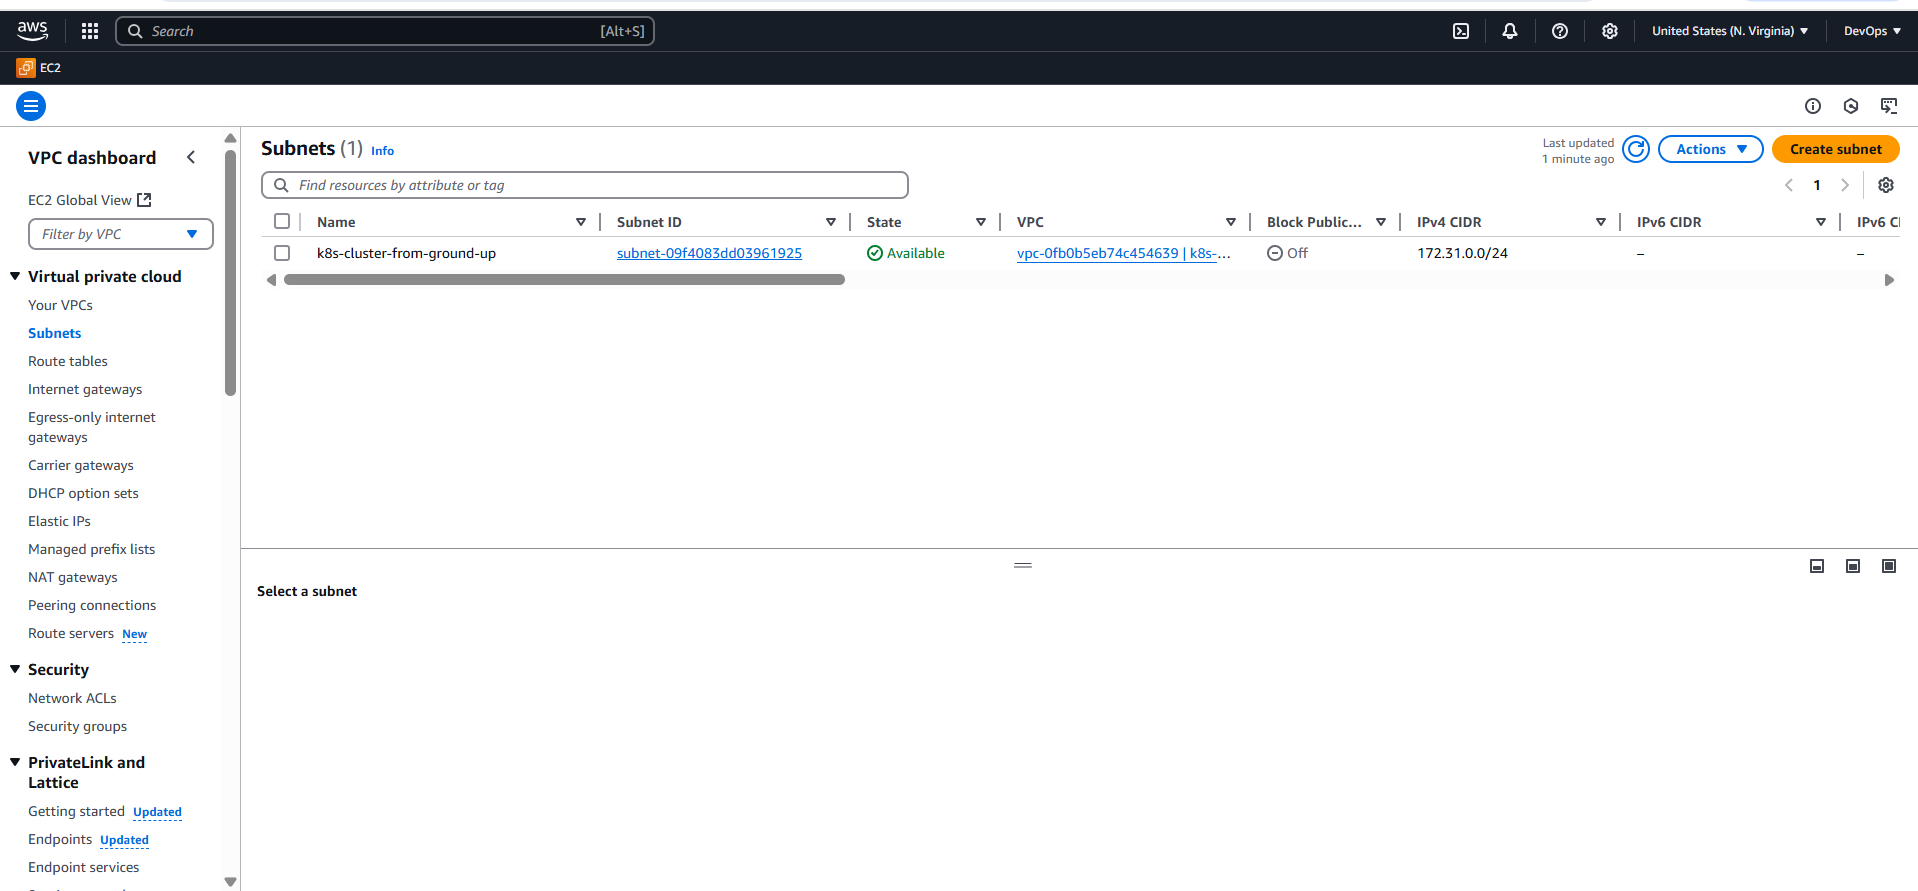 aws
Search [Alt+S]
United States (N. Virginia)
DevOps
EC2
VPC dashboard
EC2 Global View
Filter by VPC
Virtual private cloud
Your VPCs
Subnets
Route tables
Internet gateways
Egress-only internet
gateways
Carrier gateways
DHCP option sets
Elastic IPs
Managed prefix lists
NAT gateways
Peering connections
Route servers New
Security
Network ACLs
Security groups
PrivateLink and
Lattice
Getting started Updated
Endpoints Updated
Endpoint services
Subnets (1) Info
Last updated
1 minute ago
Actions
Create subnet
Find resources by attribute or tag
1
Name Subnet ID State VPC Block Public... IPv4 CIDR IPv6 CIDR IPv6 CI
k8s-cluster-from-ground-up subnet-09f4083dd03961925 Available vpc-0fb0b5eb74c454639 | k8s-... Off 172.31.0.0/24 – –
Select a subnet